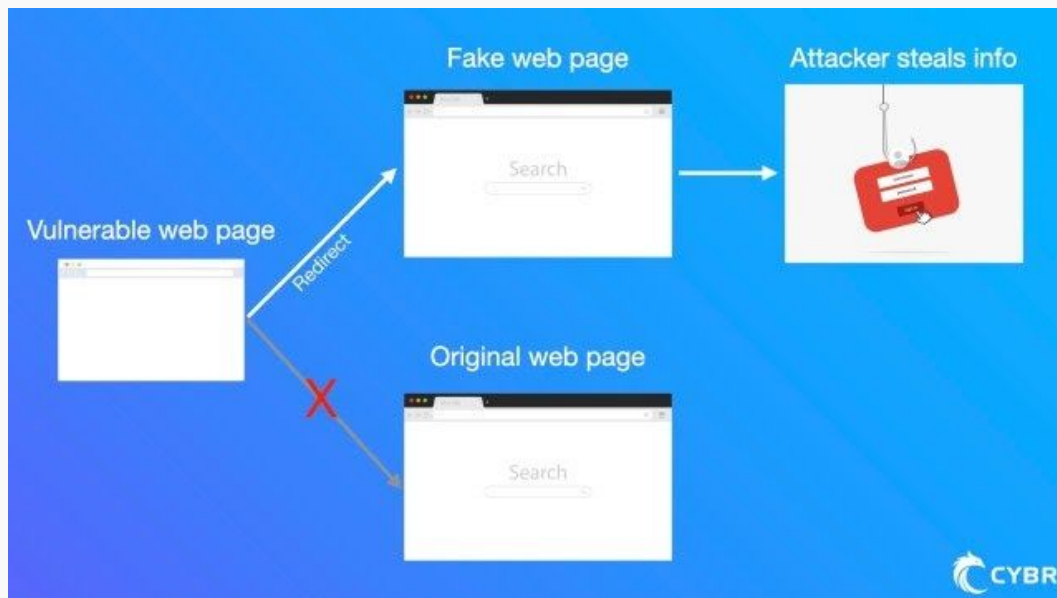 Fake web page
Attacker steals info
Search
Vulnerable web page
Redirect
Original web page
X
Search
CYBR